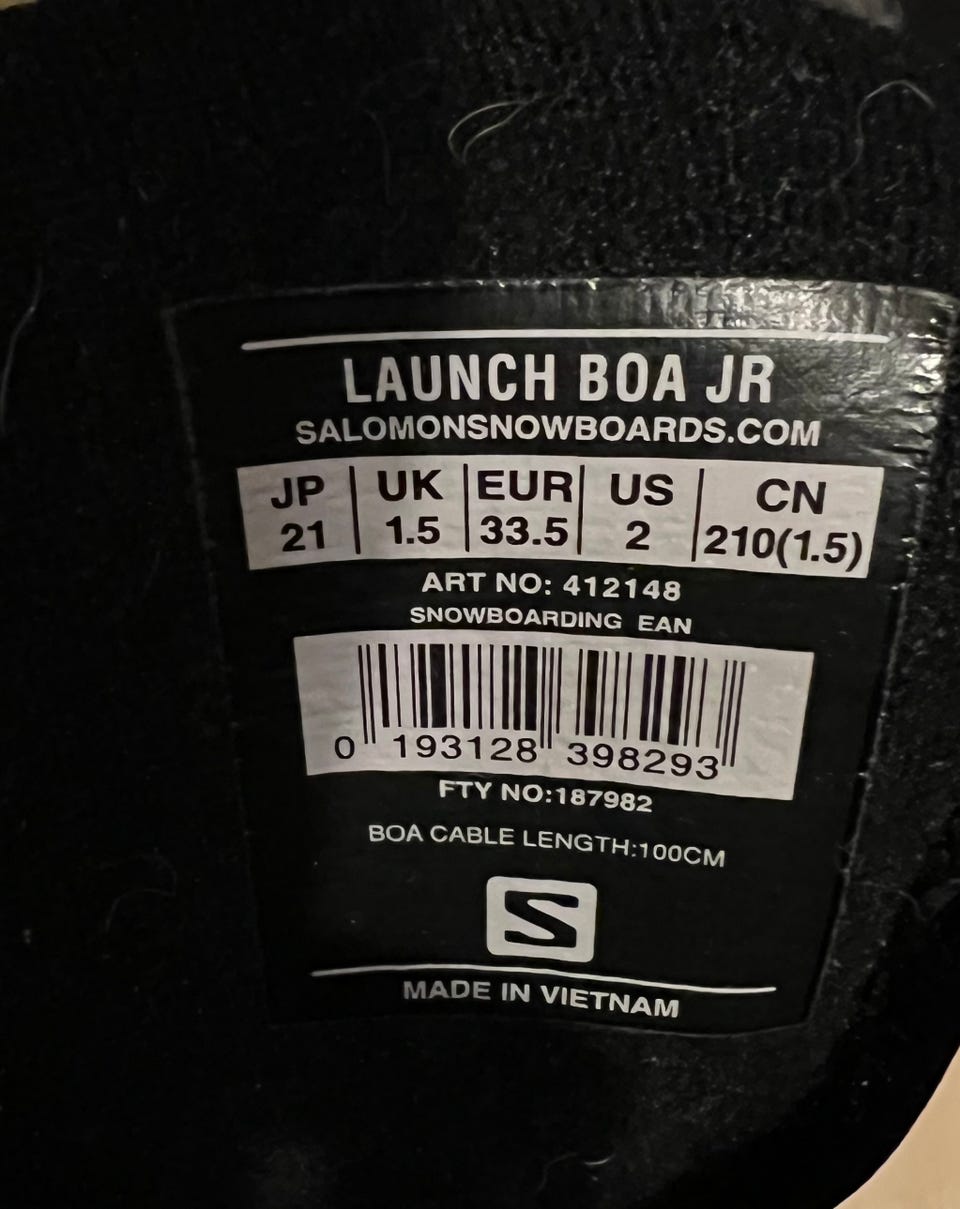 LAUNCH BOA JR
SALOMONSNOWBOARDS.COM
JP UK EUR US CN
21 1.5 33.5 2 210(1.5)
ART NO: 412148
SNOWBOARDING EAN
0 193128 398293
FTY NO:187982
BOA CABLE LENGTH:100CM
S
MADE IN VIETNAM